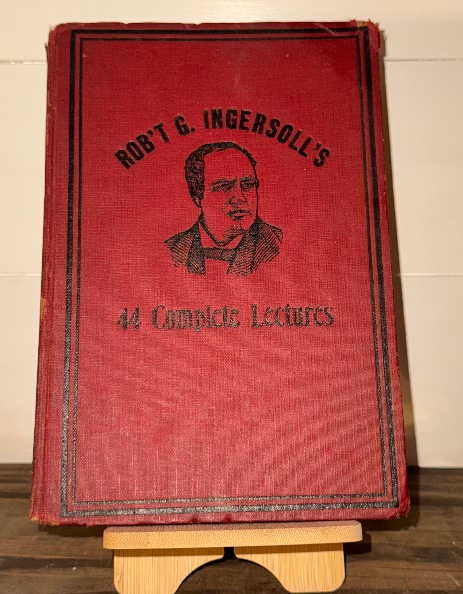 ROB'T G. INGERSOLL'S
44 Complete Lectures